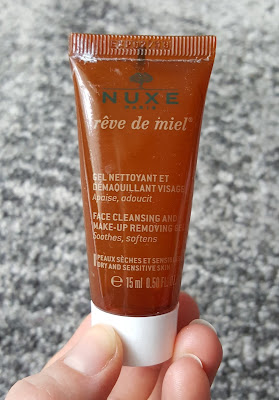 NUXE
PARIS
rêve de miel®
GEL NETTOYANT ET
DÉMAQUILLANT VISAGE
Apaise, adoucit
FACE CLEANSING AND
MAKE-UP REMOVING
Soothes, softens
PEAUX SÈCHES ET
DRY AND SENSITIVE SKIN
e 15 ml 0.50 FL.